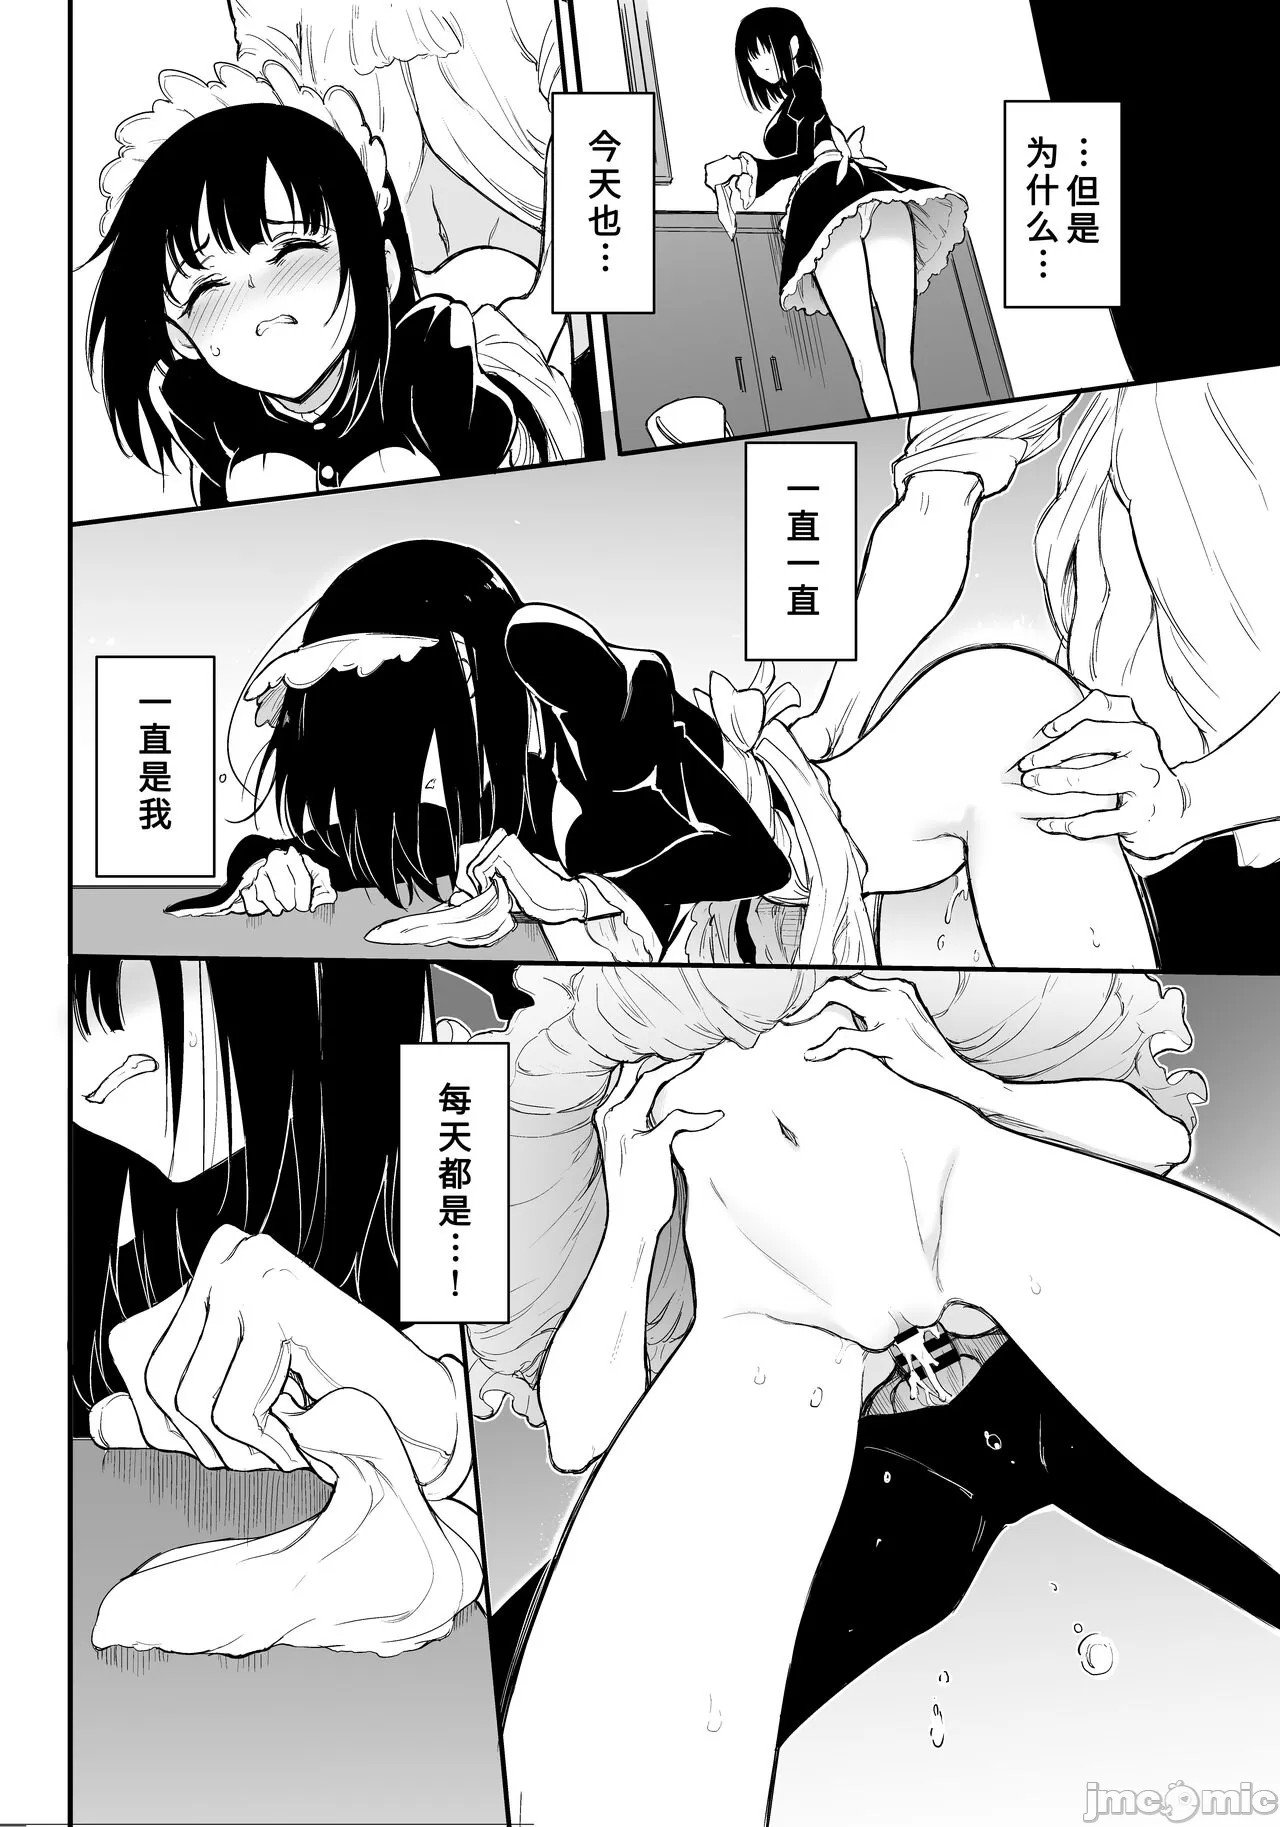 …但是
为什么…
今天也…
一直一直
一直是我
每天都是…！
jmcomic